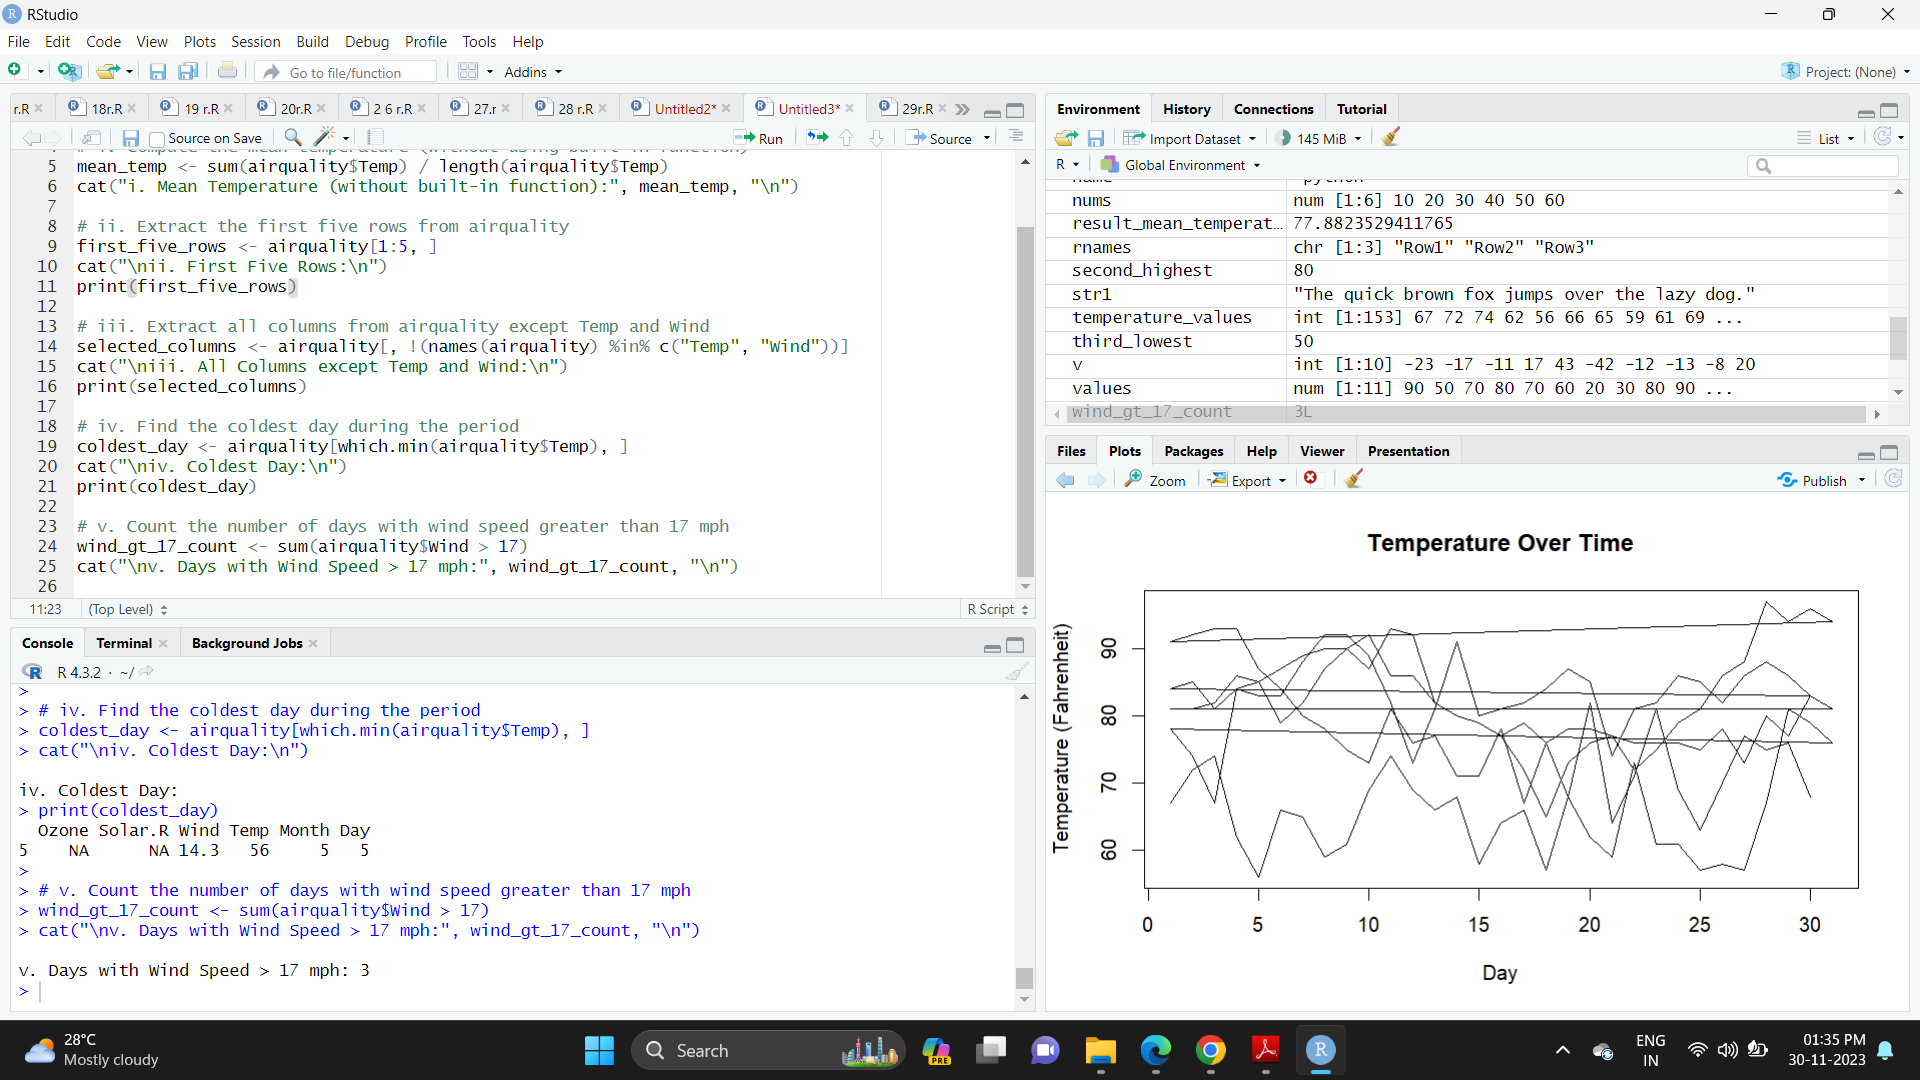 RStudio
File Edit Code View Plots Session Build Debug Profile Tools Help
Go to file/function Addins Project: (None)
r.R 18r.R 19 r.R 20r.R 2 6 r.R 27.r 28 r.R Untitled2* Untitled3* 29r.R
Source on Save Run Source
5 mean_temp <- sum(airquality$Temp) / length(airquality$Temp)
6 cat("i. Mean Temperature (without built-in function):", mean_temp, "\n")
7
8 # ii. Extract the first five rows from airquality
9 first_five_rows <- airquality[1:5, ]
10 cat("\nii. First Five Rows:\n")
11 print(first_five_rows)
12
13 # iii. Extract all columns from airquality except Temp and Wind
14 selected_columns <- airquality[, !(names(airquality) %in% c("Temp", "Wind"))]
15 cat("\niii. All Columns except Temp and Wind:\n")
16 print(selected_columns)
17
18 # iv. Find the coldest day during the period
19 coldest_day <- airquality[which.min(airquality$Temp), ]
20 cat("\niv. Coldest Day:\n")
21 print(coldest_day)
22
23 # v. Count the number of days with wind speed greater than 17 mph
24 wind_gt_17_count <- sum(airquality$Wind > 17)
25 cat("\nv. Days with Wind Speed > 17 mph:", wind_gt_17_count, "\n")
26
11:23 (Top Level) R Script
Console Terminal Background Jobs
R 4.3.2 · ~/
>
> # iv. Find the coldest day during the period
> coldest_day <- airquality[which.min(airquality$Temp), ]
> cat("\niv. Coldest Day:\n")
iv. Coldest Day:
> print(coldest_day)
Ozone Solar.R Wind Temp Month Day
5 NA NA 14.3 56 5 5
>
> # v. Count the number of days with wind speed greater than 17 mph
> wind_gt_17_count <- sum(airquality$Wind > 17)
> cat("\nv. Days with Wind Speed > 17 mph:", wind_gt_17_count, "\n")
v. Days with Wind Speed > 17 mph: 3
>
Environment History Connections Tutorial
Import Dataset 145 MiB List
R Global Environment
nums num [1:6] 10 20 30 40 50 60
result_mean_temperat… 77.8823529411765
rnames chr [1:3] "Row1" "Row2" "Row3"
second_highest 80
str1 "The quick brown fox jumps over the lazy dog."
temperature_values int [1:153] 67 72 74 62 56 66 65 59 61 69 ...
third_lowest 50
v int [1:10] -23 -17 -11 17 43 -42 -12 -13 -8 20
values num [1:11] 90 50 70 80 70 60 20 30 80 90 ...
wind_gt_17_count 3L
Files Plots Packages Help Viewer Presentation
Zoom Export Publish
Temperature Over Time
Temperature (Fahrenheit)
90
80
70
60
0 5 10 15 20 25 30
Day
28°C
Mostly cloudy
Search
PRE
ENG
IN
01:35 PM
30-11-2023